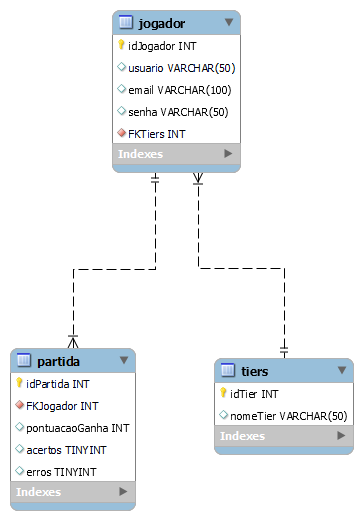 jogador
idJogador INT
usuario VARCHAR(50)
email VARCHAR(100)
senha VARCHAR(50)
FKTiers INT
Indexes
partida
idPartida INT
FKJogador INT
pontuacaoGanha INT
acertos TINYINT
erros TINYINT
Indexes
tiers
idTier INT
nomeTier VARCHAR(50)
Indexes